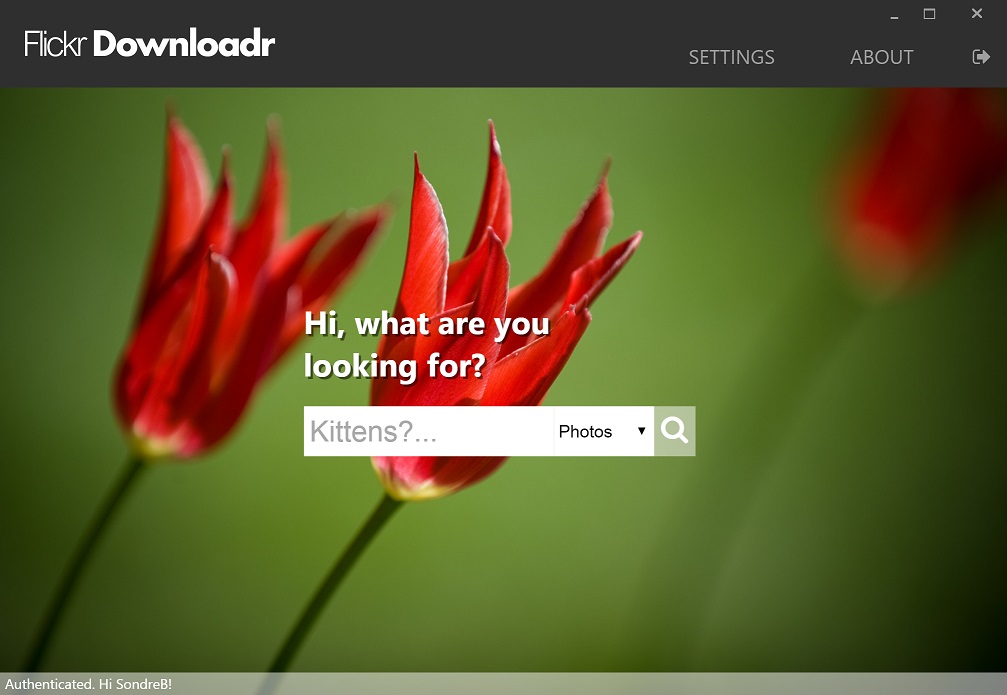 Flickr Downloadr
SETTINGS
ABOUT
Hi, what are you
looking for?
Kittens?...
Photos
Authenticated. Hi SondreB!